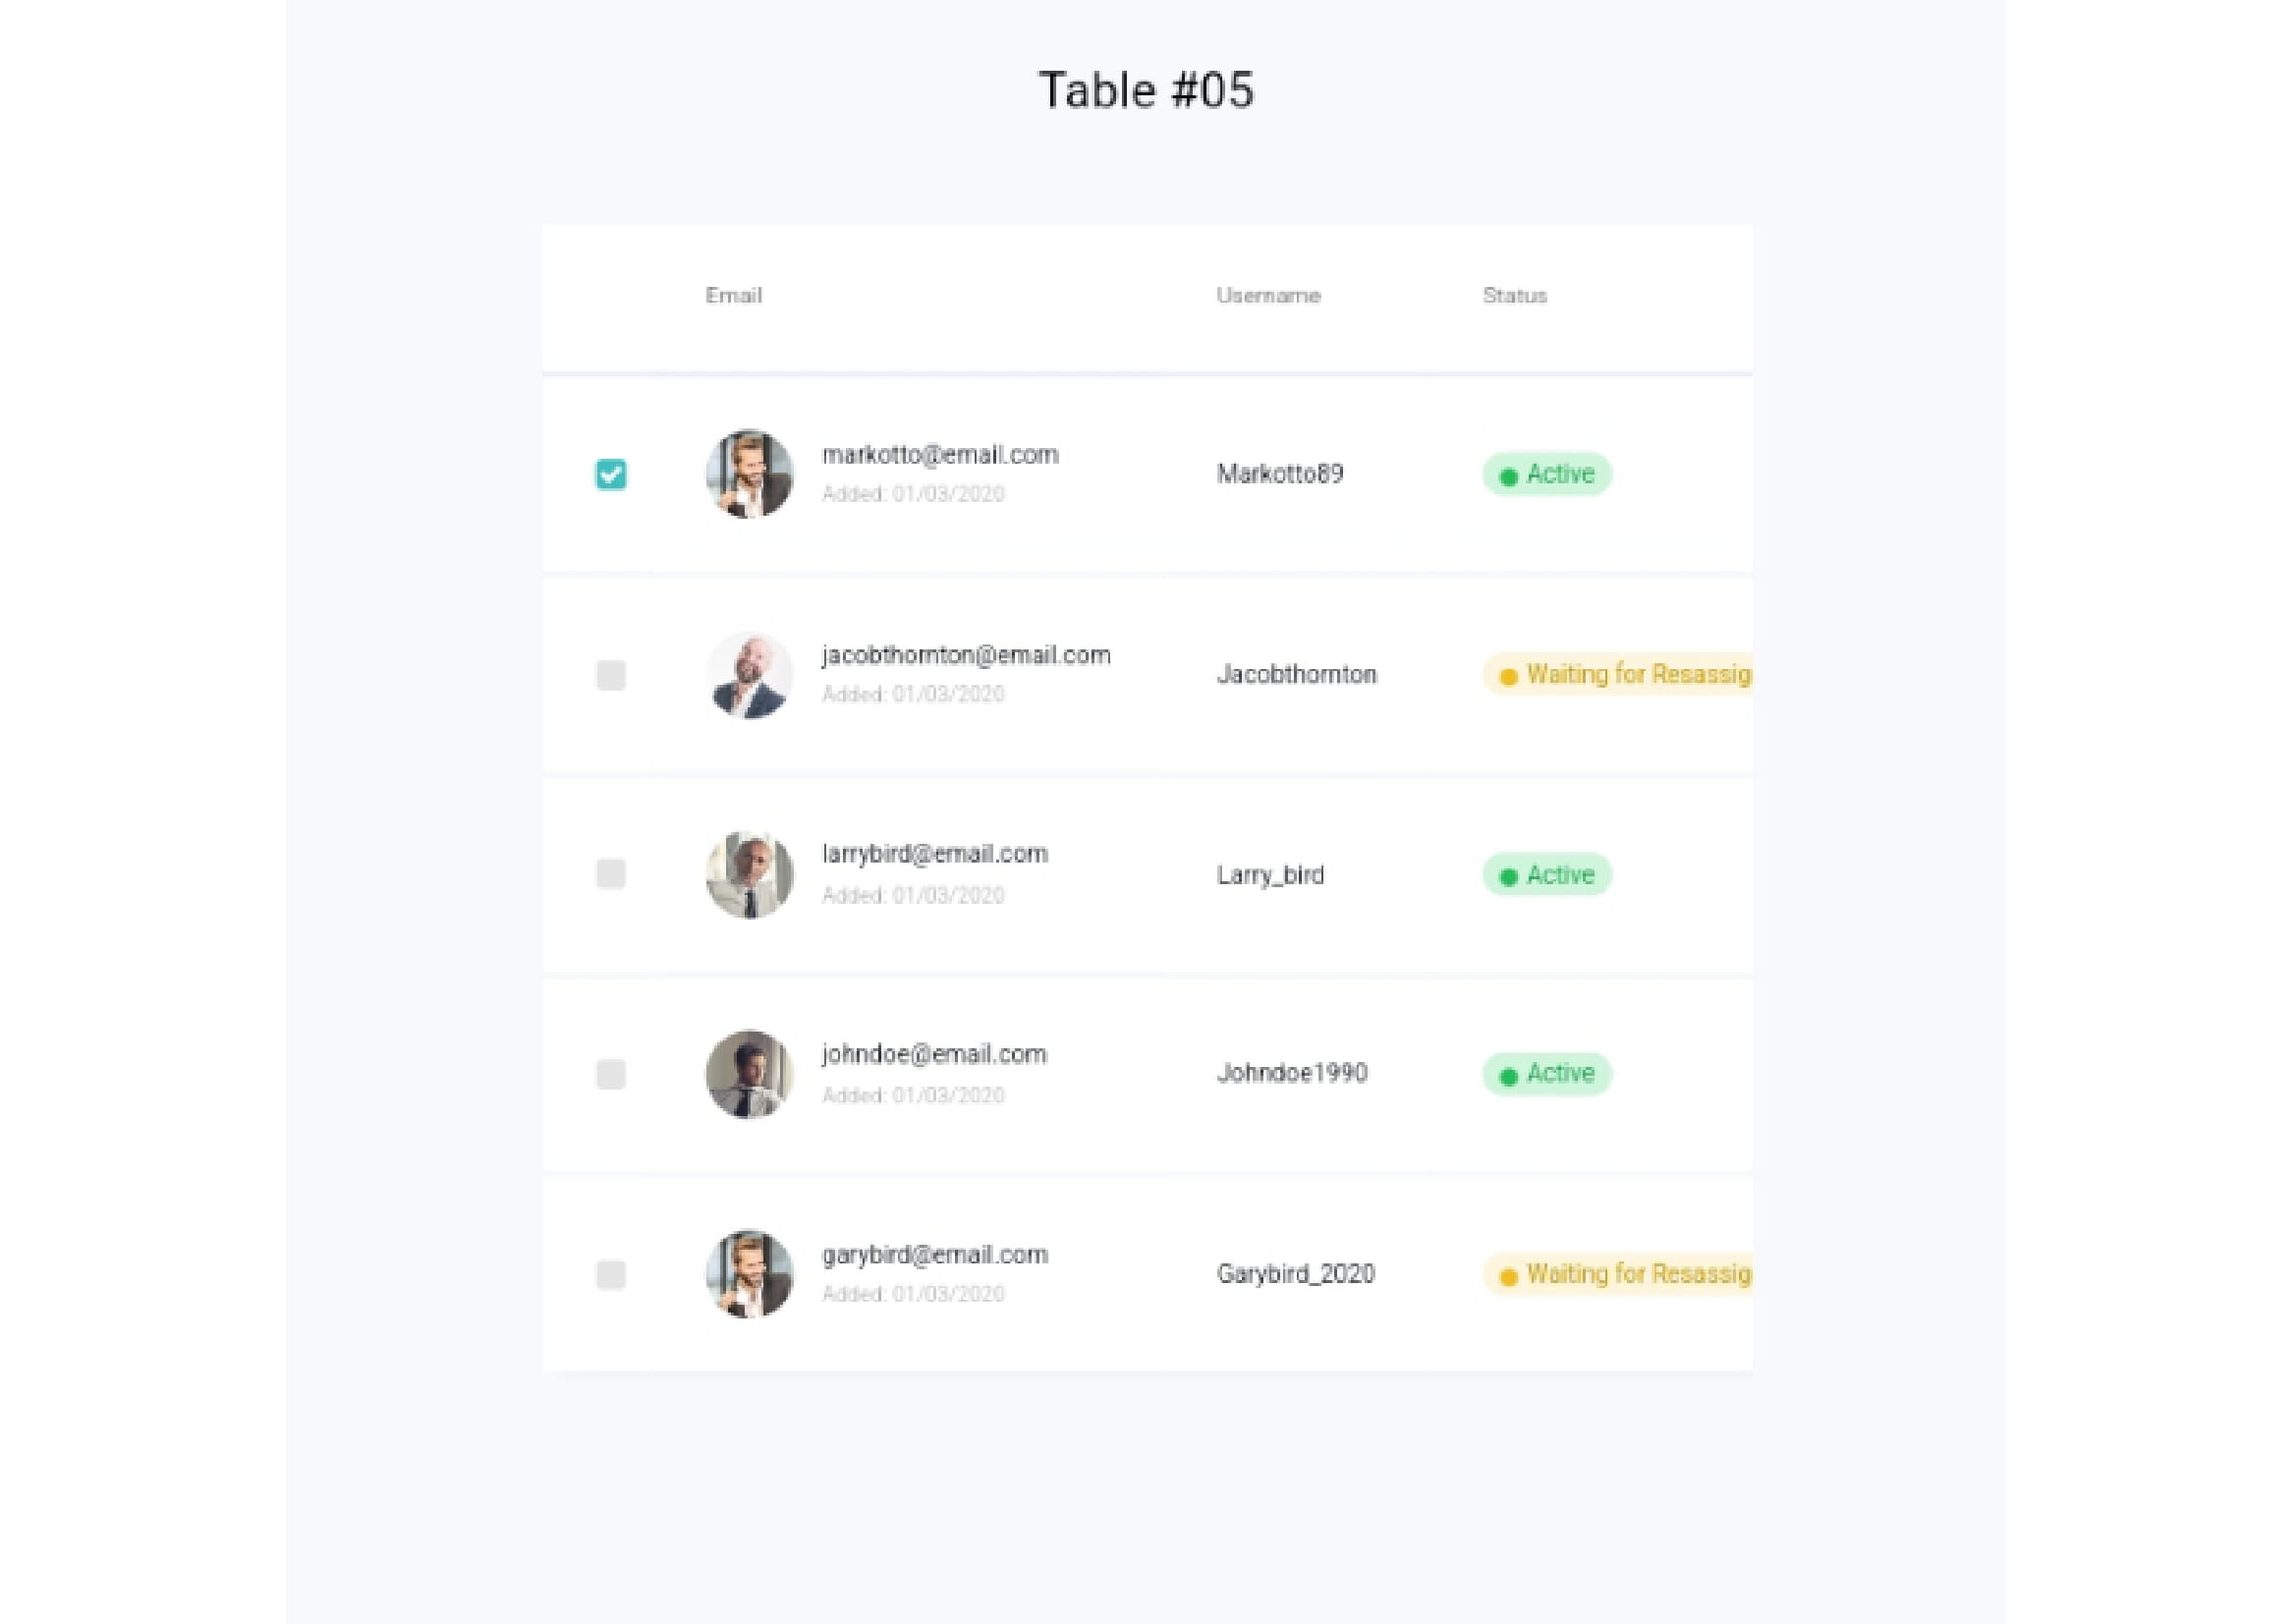 Table #05
Email Username Status
markotto@email.com
Added: 01/03/2020
Markotto89
Active
jacobthornton@email.com
Added: 01/03/2020
Jacobthornton
Waiting for Resassig
larrybird@email.com
Added: 01/03/2020
Larry_bird
Active
johndoe@email.com
Added: 01/03/2020
Johndoe1990
Active
garybird@email.com
Added: 01/03/2020
Garybird_2020
Waiting for Resassig